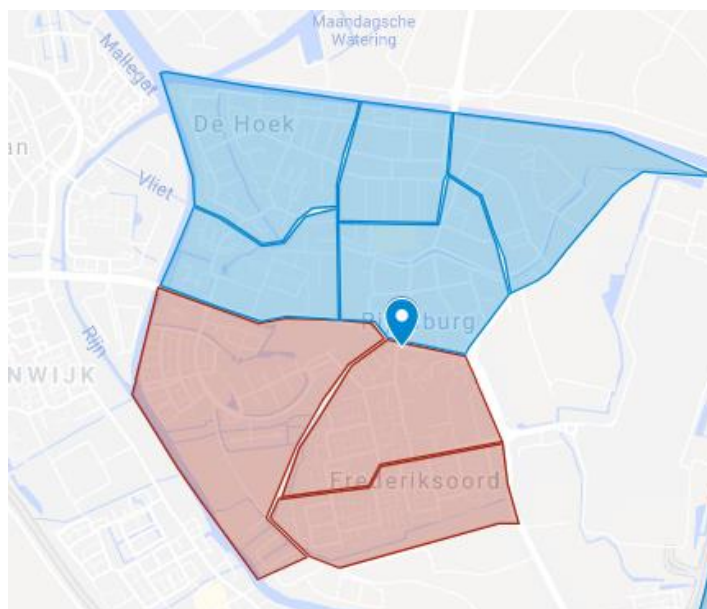 Maandagsche
Watering
Mallegat
De Hoek
an
Vliet
Rijn
NWIJK
Frederiksoord